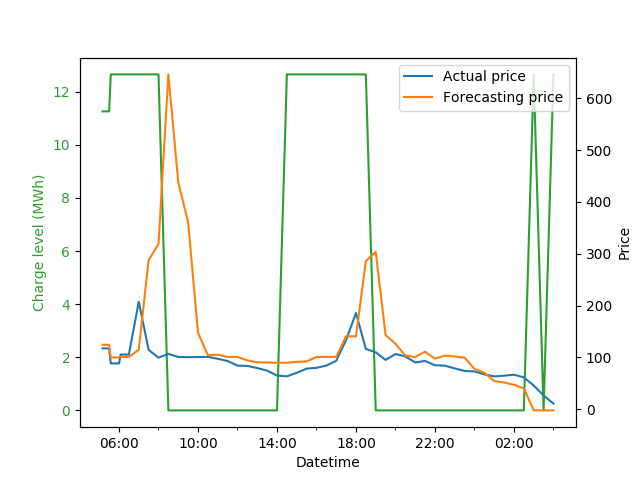 Actual price
Forecasting price
12
10
8
6
4
2
0
600
500
400
300
200
100
0
Charge level (MWh)
Price
06:00 10:00 14:00 18:00 22:00 02:00
Datetime